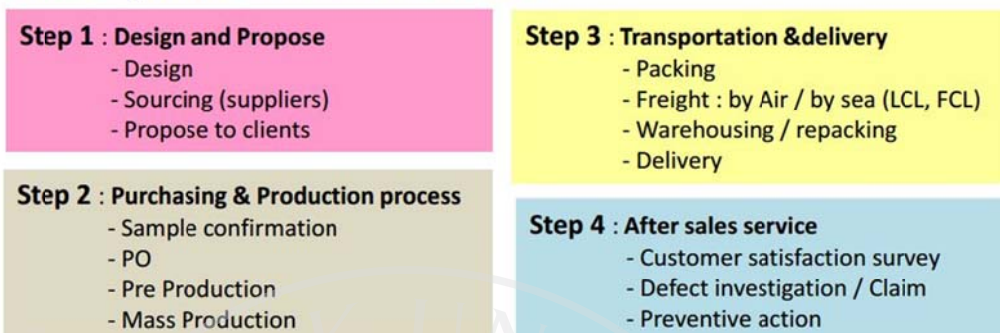 Step 1 : Design and Propose
- Design
- Sourcing (suppliers)
- Propose to clients
Step 2 : Purchasing & Production process
- Sample confirmation
- PO
- Pre Production
- Mass Production
Step 3 : Transportation &delivery
- Packing
- Freight : by Air / by sea (LCL, FCL)
- Warehousing / repacking
- Delivery
Step 4 : After sales service
- Customer satisfaction survey
- Defect investigation / Claim
- Preventive action